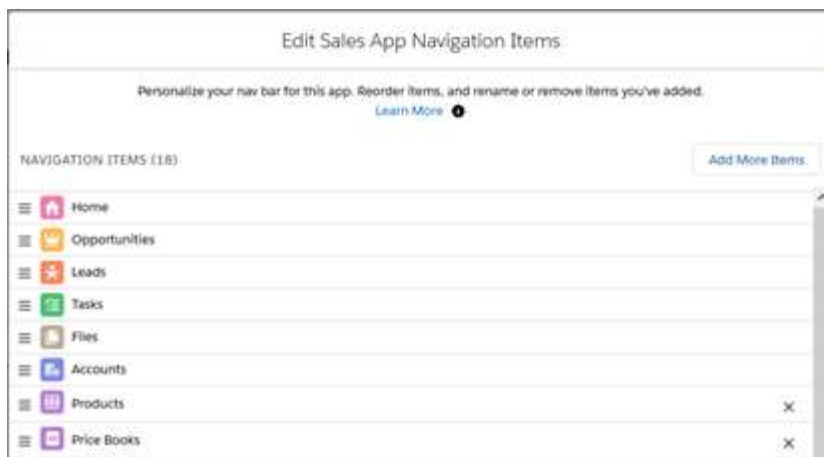 Edit Sales App Navigation Items
Personalize your nav bar for this app. Reorder items, and rename or remove items you've added.
Learn More
NAVIGATION ITEMS (18)
Add More Items
Home
Opportunities
Leads
Tasks
Files
Accounts
Products
Price Books